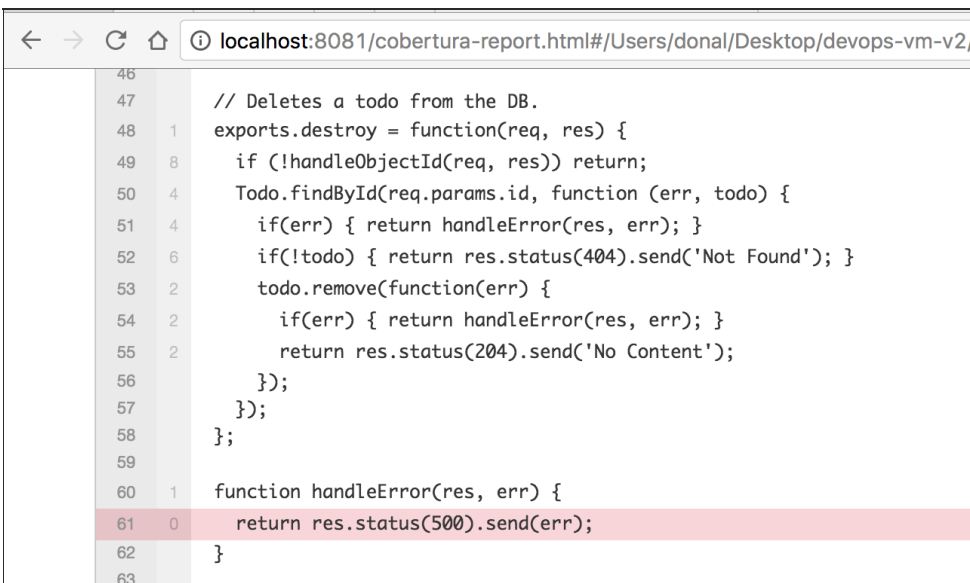 localhost:8081/cobertura-report.html#/Users/donal/Desktop/devops-vm-v2/
46
47 // Deletes a todo from the DB.
48 1 exports.destroy = function(req, res) {
49 8 if (!handleObjectId(req, res)) return;
50 4 Todo.findById(req.params.id, function (err, todo) {
51 4 if(err) { return handleError(res, err); }
52 6 if(!todo) { return res.status(404).send('Not Found'); }
53 2 todo.remove(function(err) {
54 2 if(err) { return handleError(res, err); }
55 2 return res.status(204).send('No Content');
56 });
57 });
58 };
59
60 1 function handleError(res, err) {
61 0 return res.status(500).send(err);
62 }
63